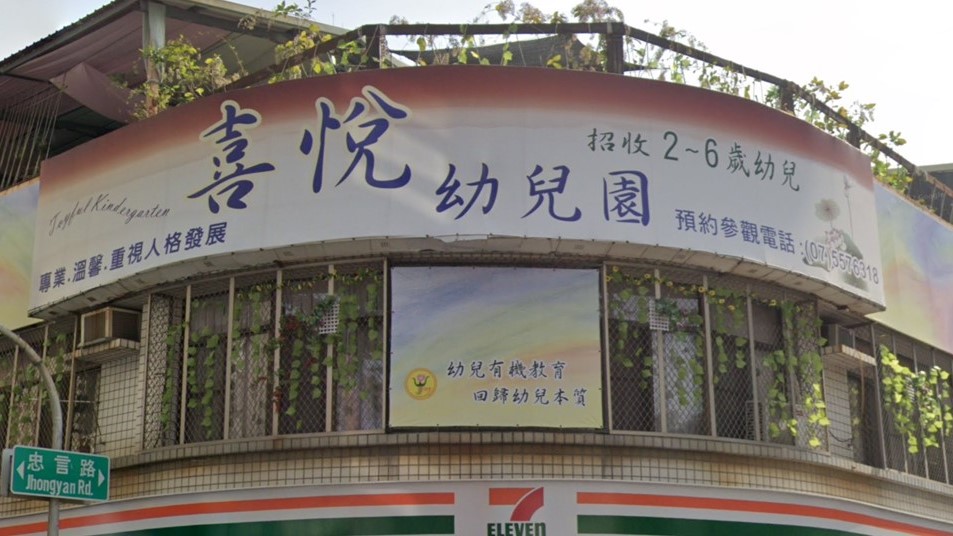 喜悅幼兒園
Joyful Kindergarten
專業.溫馨.重視人格發展
招收2~6歲幼兒
預約參觀電話:(07)5576318
幼兒有機教育
回歸幼兒本質
忠言路
Jhongyan Rd.
7
ELEVEn